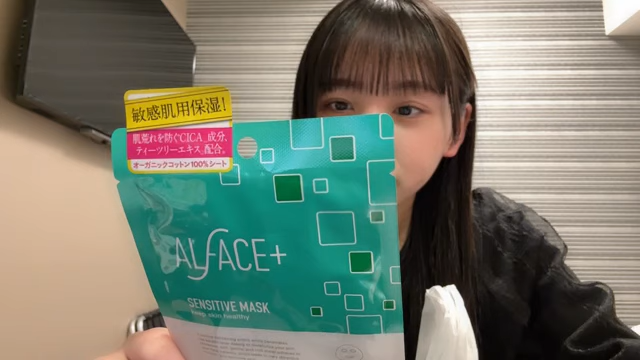 敏感肌用保湿!
肌荒れを防ぐCICA成分、
ティーツリーエキス配合。
オーガニックコットン100%シート
ALFACE+
SENSITIVE MASK
keep skin healthy